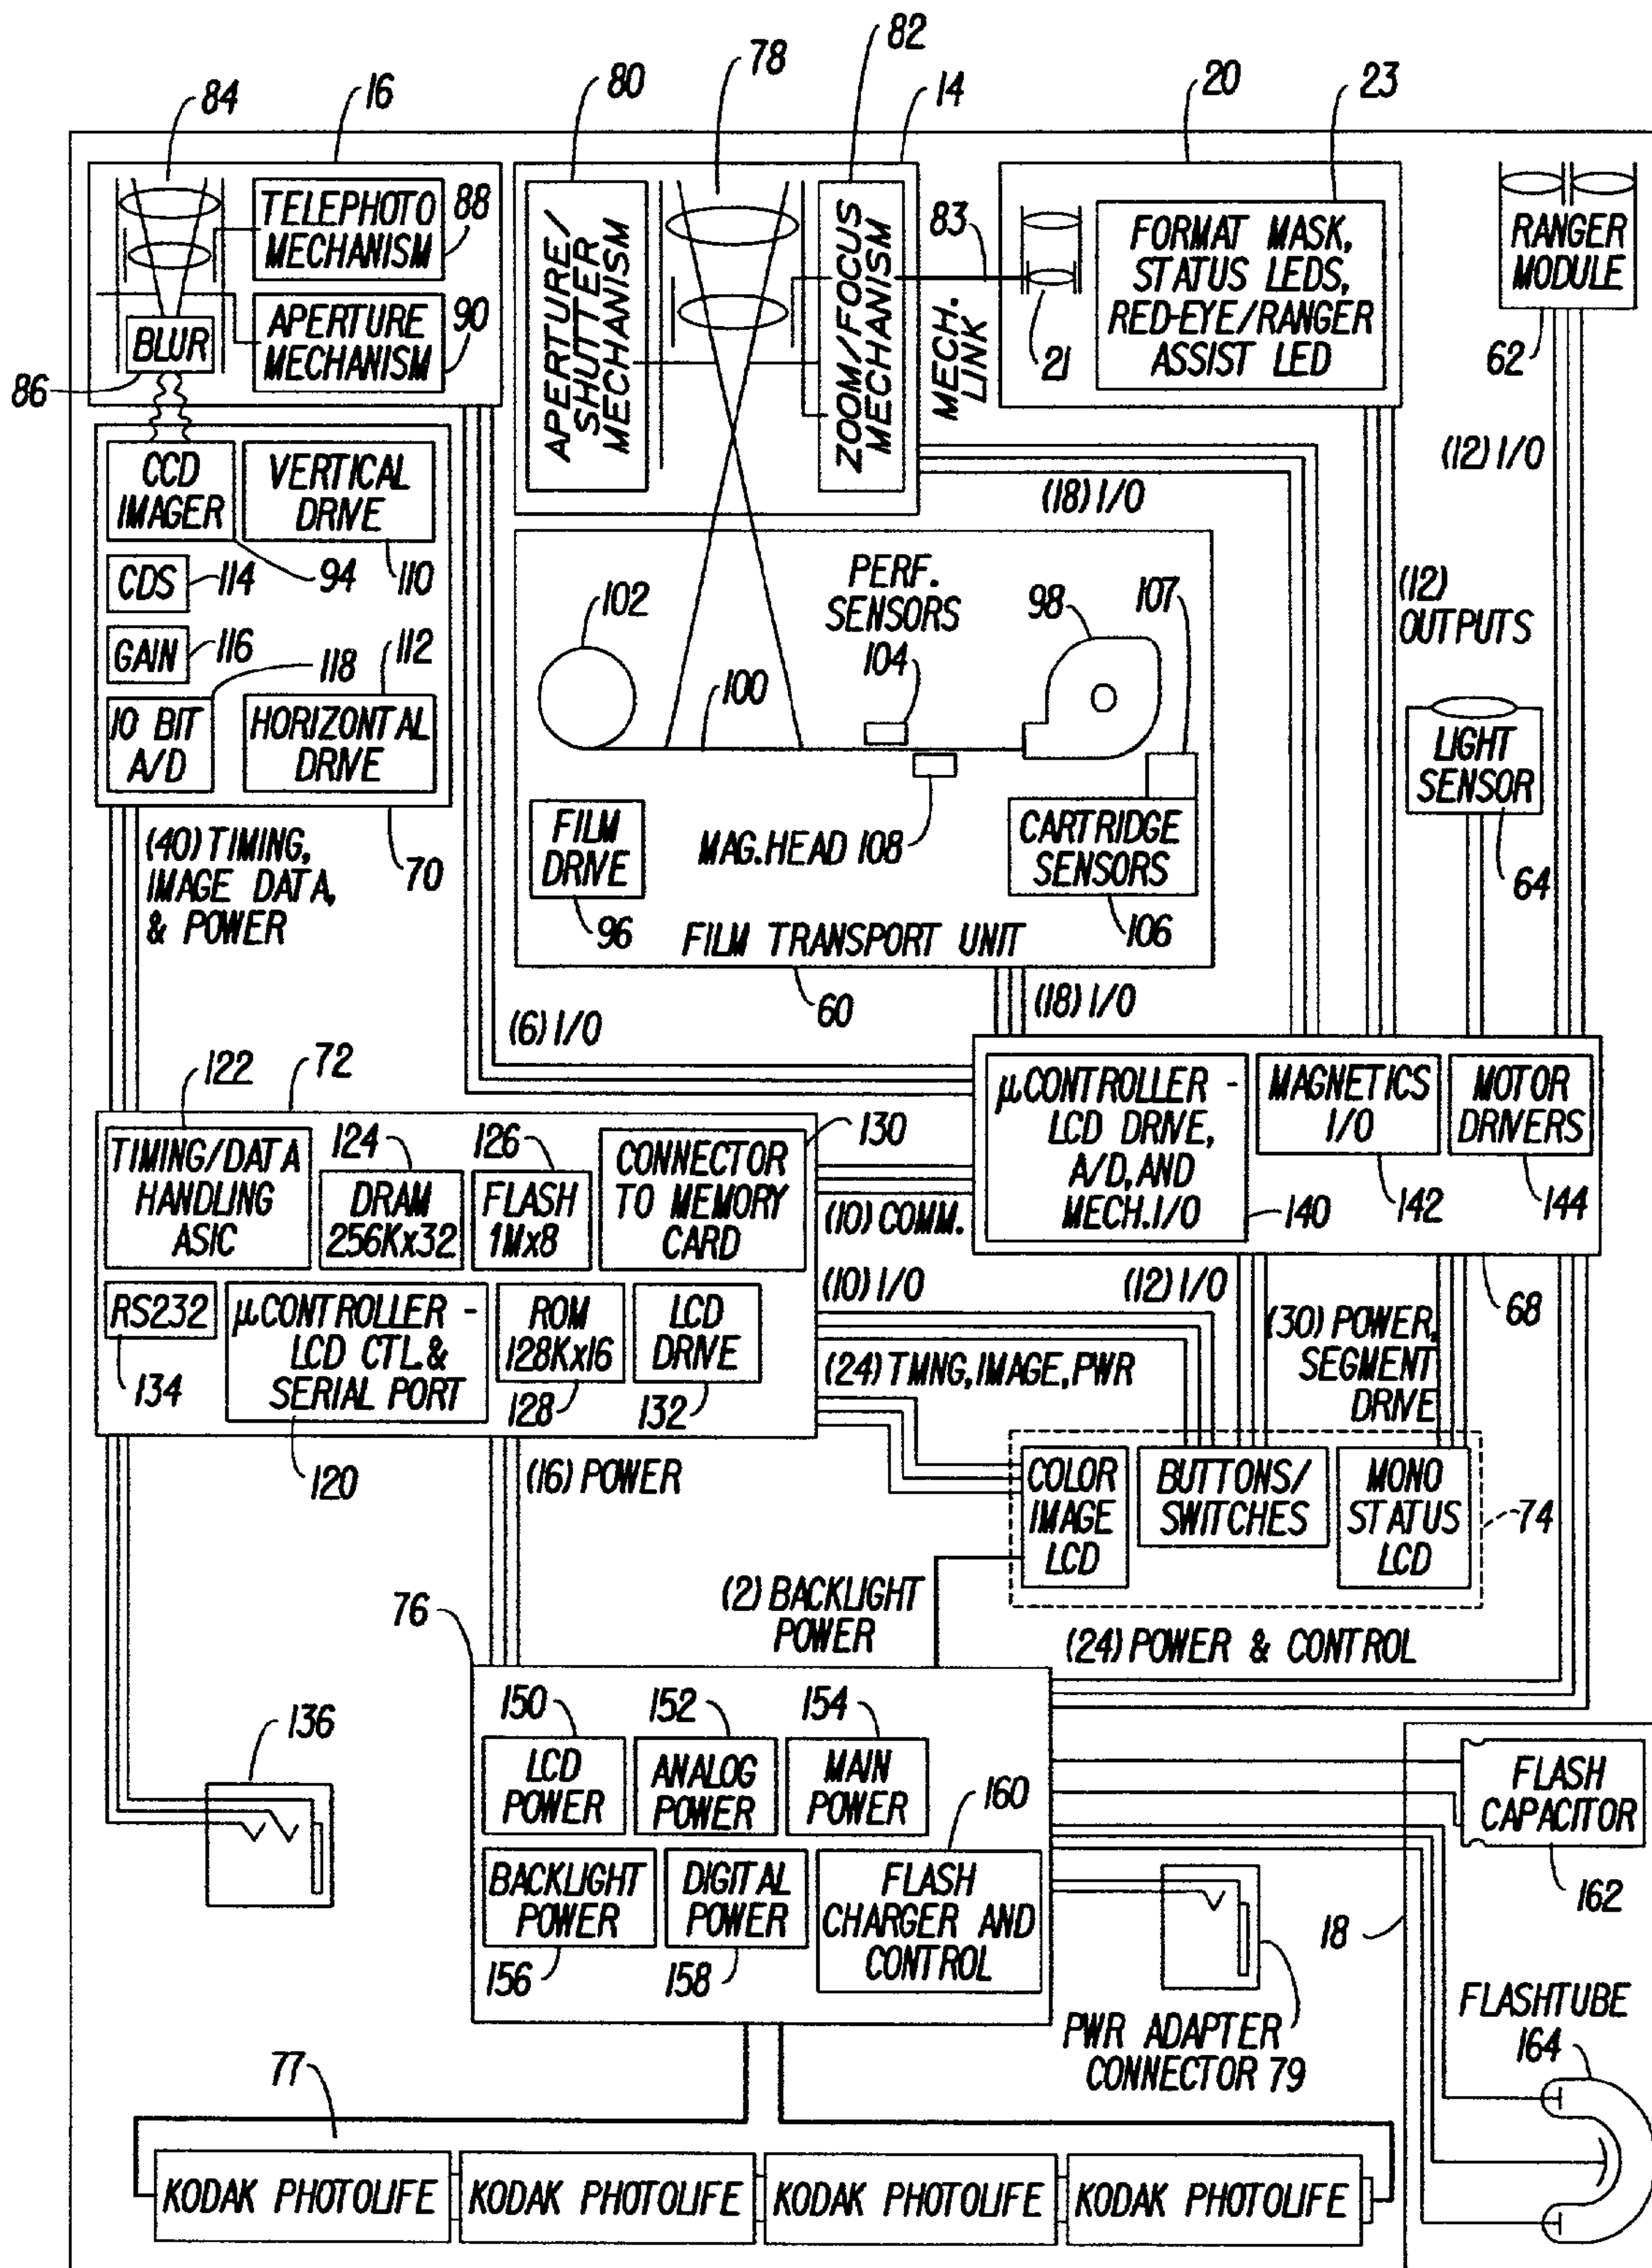 82
78
80
14
20
23
84
16
TELEPHOTO
MECHANISM
88
APERTURE
MECHANISM
90
BLUR
86
APERTURE/
SHUTTER
MECHANISM
ZOOM/FOCUS
MECHANISM
83
MECH.
LINK
21
FORMAT MASK,
STATUS LEDS,
RED-EYE/RANGER
ASSIST LED
RANGER
MODULE
62
(12) I/O
CCD
IMAGER
VERTICAL
DRIVE
94
110
CDS
114
GAIN
116
118
112
10 BIT
A/D
HORIZONTAL
DRIVE
70
(40) TIMING,
IMAGE DATA,
& POWER
(18) I/O
(12)
OUTPUTS
102
PERF.
SENSORS
104
98
107
100
FILM
DRIVE
96
MAG.HEAD 108
CARTRIDGE
SENSORS
106
FILM TRANSPORT UNIT
60
LIGHT
SENSOR
64
(6) I/O
(18) I/O
122
72
TIMING/DATA
HANDLING
ASIC
124
DRAM
256Kx32
126
FLASH
1Mx8
CONNECTOR
TO MEMORY
CARD
130
(10) COMM.
μCONTROLLER -
LCD DRIVE,
A/D, AND
MECH.I/O
140
MAGNETICS
I/O
142
MOTOR
DRIVERS
144
68
RS232
134
μCONTROLLER -
LCD CTL.&
SERIAL PORT
120
ROM
128Kx16
128
LCD
DRIVE
132
(10) I/O
(12) I/O
(30) POWER,
SEGMENT
DRIVE
(24) TMNG, IMAGE, PWR
(16) POWER
COLOR
IMAGE
LCD
BUTTONS/
SWITCHES
MONO
STATUS
LCD
74
(2) BACKLIGHT
POWER
76
(24) POWER & CONTROL
136
150
LCD
POWER
152
ANALOG
POWER
154
MAIN
POWER
160
BACKLIGHT
POWER
156
DIGITAL
POWER
158
FLASH
CHARGER AND
CONTROL
FLASH
CAPACITOR
162
18
PWR ADAPTER
CONNECTOR 79
FLASHTUBE
164
77
KODAK PHOTOLIFE
KODAK PHOTOLIFE
KODAK PHOTOLIFE
KODAK PHOTOLIFE